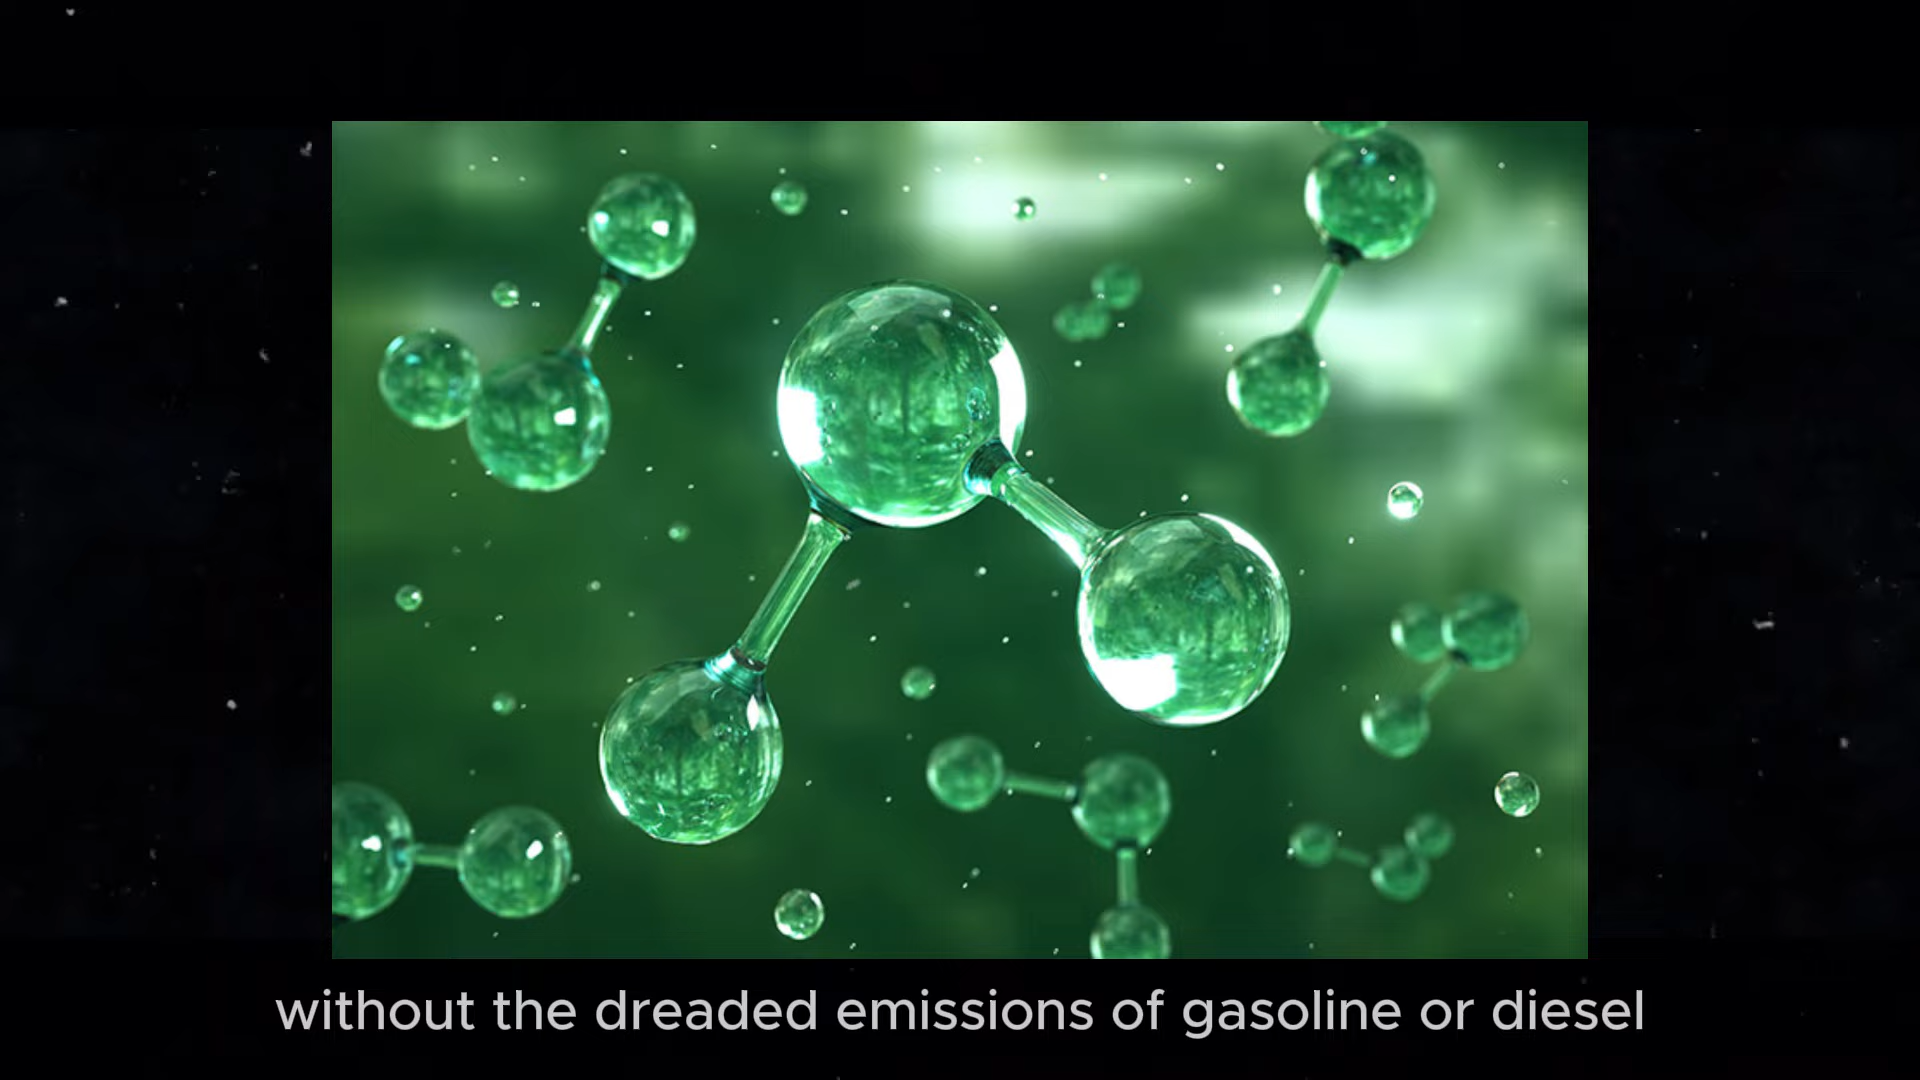 without the dreaded emissions of gasoline or diesel